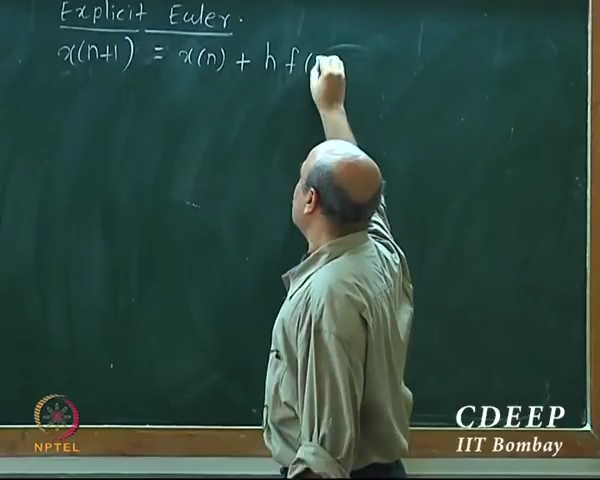 Explicit Euler.
x(n+1) = x(n) + h f (
NPTEL
CDEEP
IIT Bombay